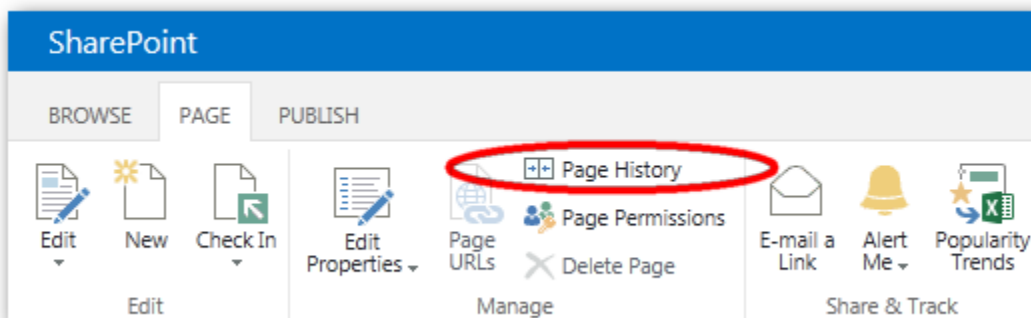 SharePoint
BROWSE
PAGE
PUBLISH
Edit
New
Check In
Edit
Properties
Page
URLs
Page History
Page Permissions
Delete Page
E-mail a
Link
Alert
Me
Popularity
Trends
Edit
Manage
Share & Track